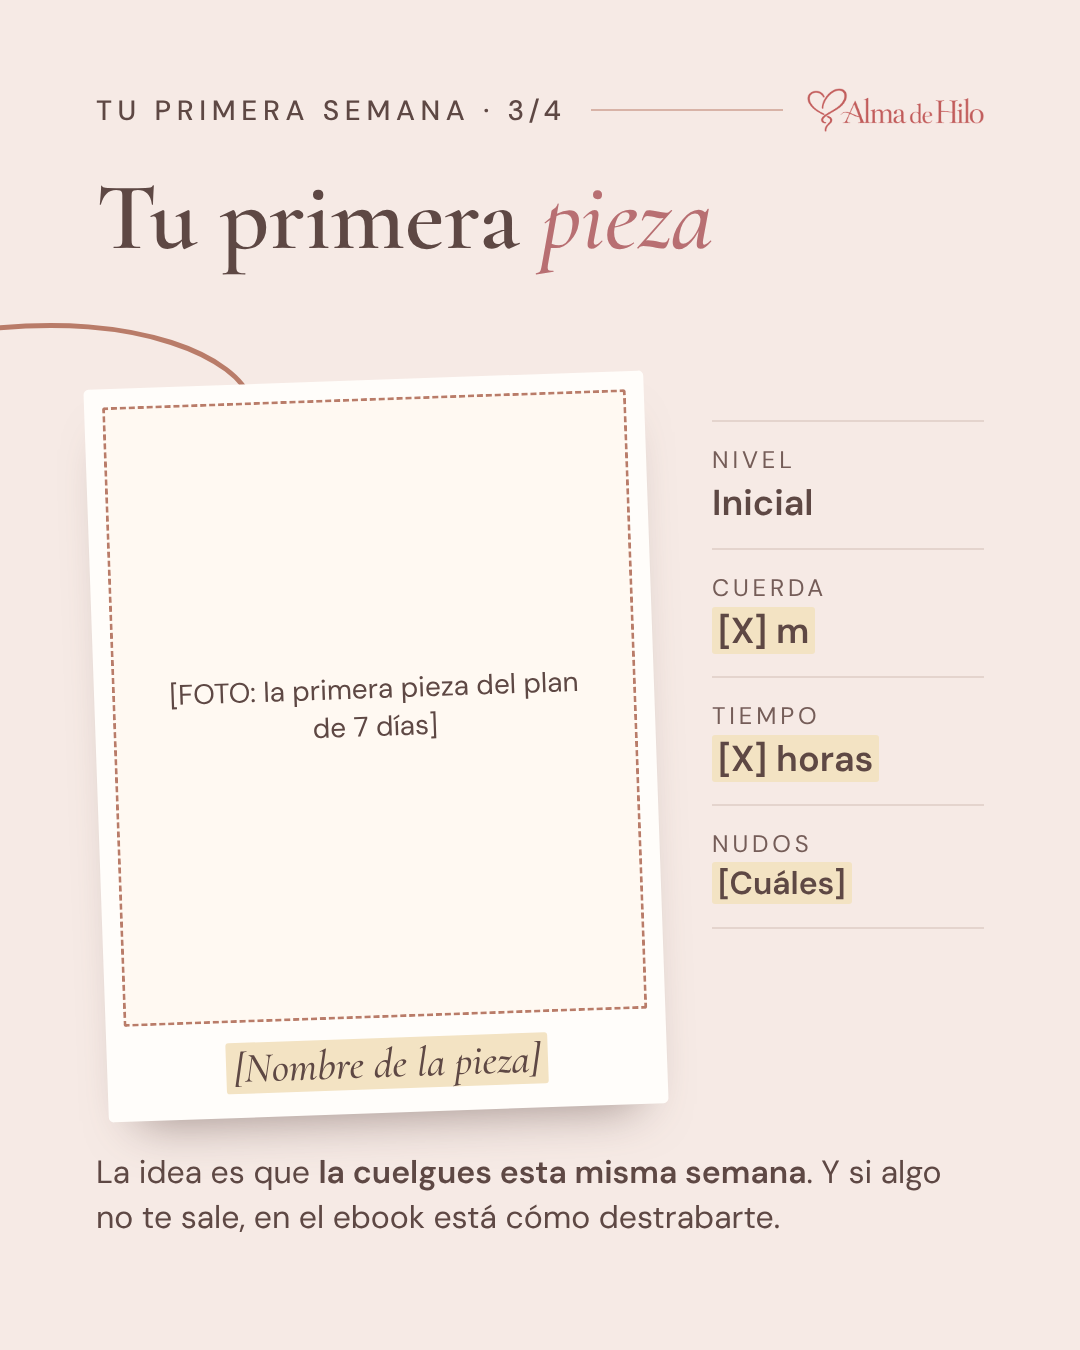 TU PRIMERA SEMANA · 3/4
Alma de Hilo
Tu primera pieza
[FOTO: la primera pieza del plan
de 7 días]
[Nombre de la pieza]
NIVEL
Inicial
CUERDA
[X] m
TIEMPO
[X] horas
NUDOS
[Cuáles]
La idea es que la cuelgues esta misma semana. Y si algo
no te sale, en el ebook está cómo destrabarte.